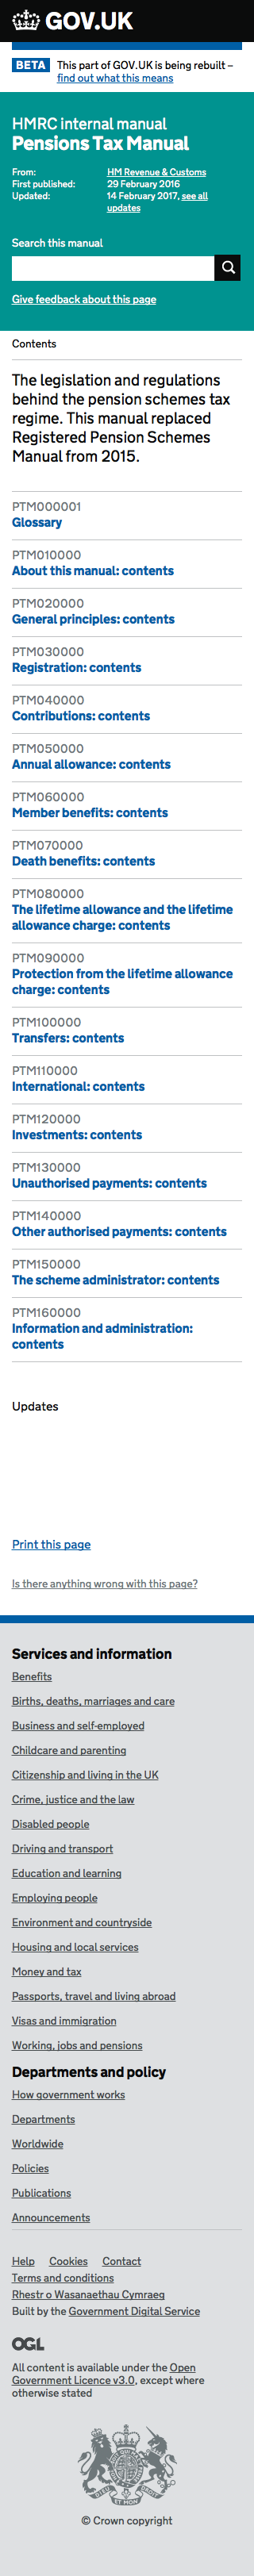 GOV.UK
BETA This part of GOV.UK is being rebuilt –
find out what this means
HMRC internal manual
Pensions Tax Manual
From: HM Revenue & Customs
First published: 29 February 2016
Updated: 14 February 2017, see all
updates
Search this manual
Give feedback about this page
Contents
The legislation and regulations
behind the pension schemes tax
regime. This manual replaced
Registered Pension Schemes
Manual from 2015.
PTM000001
Glossary
PTM010000
About this manual: contents
PTM020000
General principles: contents
PTM030000
Registration: contents
PTM040000
Contributions: contents
PTM050000
Annual allowance: contents
PTM060000
Member benefits: contents
PTM070000
Death benefits: contents
PTM080000
The lifetime allowance and the lifetime
allowance charge: contents
PTM090000
Protection from the lifetime allowance
charge: contents
PTM100000
Transfers: contents
PTM110000
International: contents
PTM120000
Investments: contents
PTM130000
Unauthorised payments: contents
PTM140000
Other authorised payments: contents
PTM150000
The scheme administrator: contents
PTM160000
Information and administration:
contents
Updates
Print this page
Is there anything wrong with this page?
Services and information
Benefits
Births, deaths, marriages and care
Business and self-employed
Childcare and parenting
Citizenship and living in the UK
Crime, justice and the law
Disabled people
Driving and transport
Education and learning
Employing people
Environment and countryside
Housing and local services
Money and tax
Passports, travel and living abroad
Visas and immigration
Working, jobs and pensions
Departments and policy
How government works
Departments
Worldwide
Policies
Publications
Announcements
Help Cookies Contact
Terms and conditions
Rhestr o Wasanaethau Cymraeg
Built by the Government Digital Service
OGL
All content is available under the Open
Government Licence v3.0, except where
otherwise stated
DIEU ET MON
© Crown copyright